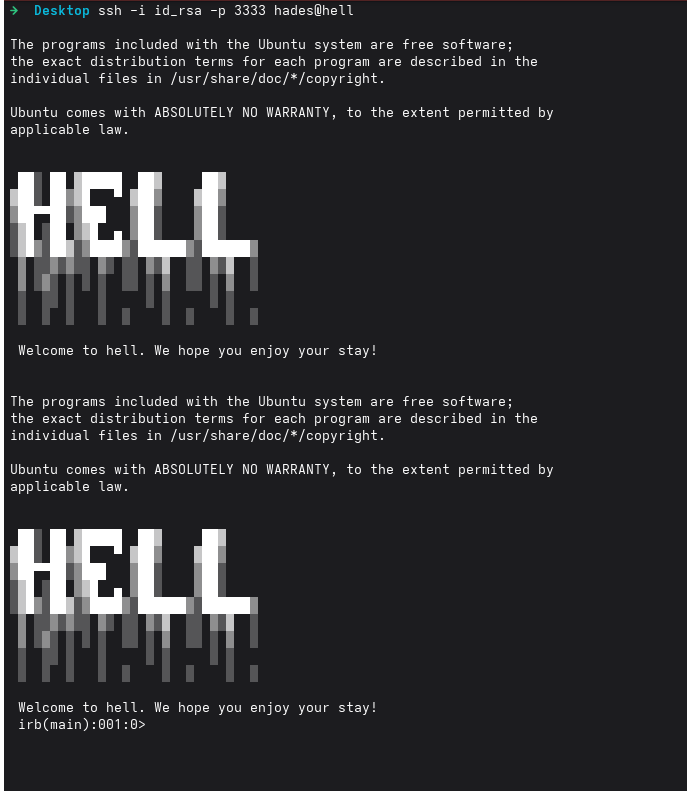 → Desktop ssh -i id_rsa -p 3333 hades@hell
The programs included with the Ubuntu system are free software;
the exact distribution terms for each program are described in the
individual files in /usr/share/doc/*/copyright.
Ubuntu comes with ABSOLUTELY NO WARRANTY, to the extent permitted by
applicable law.
HELL
Welcome to hell. We hope you enjoy your stay!
The programs included with the Ubuntu system are free software;
the exact distribution terms for each program are described in the
individual files in /usr/share/doc/*/copyright.
Ubuntu comes with ABSOLUTELY NO WARRANTY, to the extent permitted by
applicable law.
HELL
Welcome to hell. We hope you enjoy your stay!
irb(main):001:0>